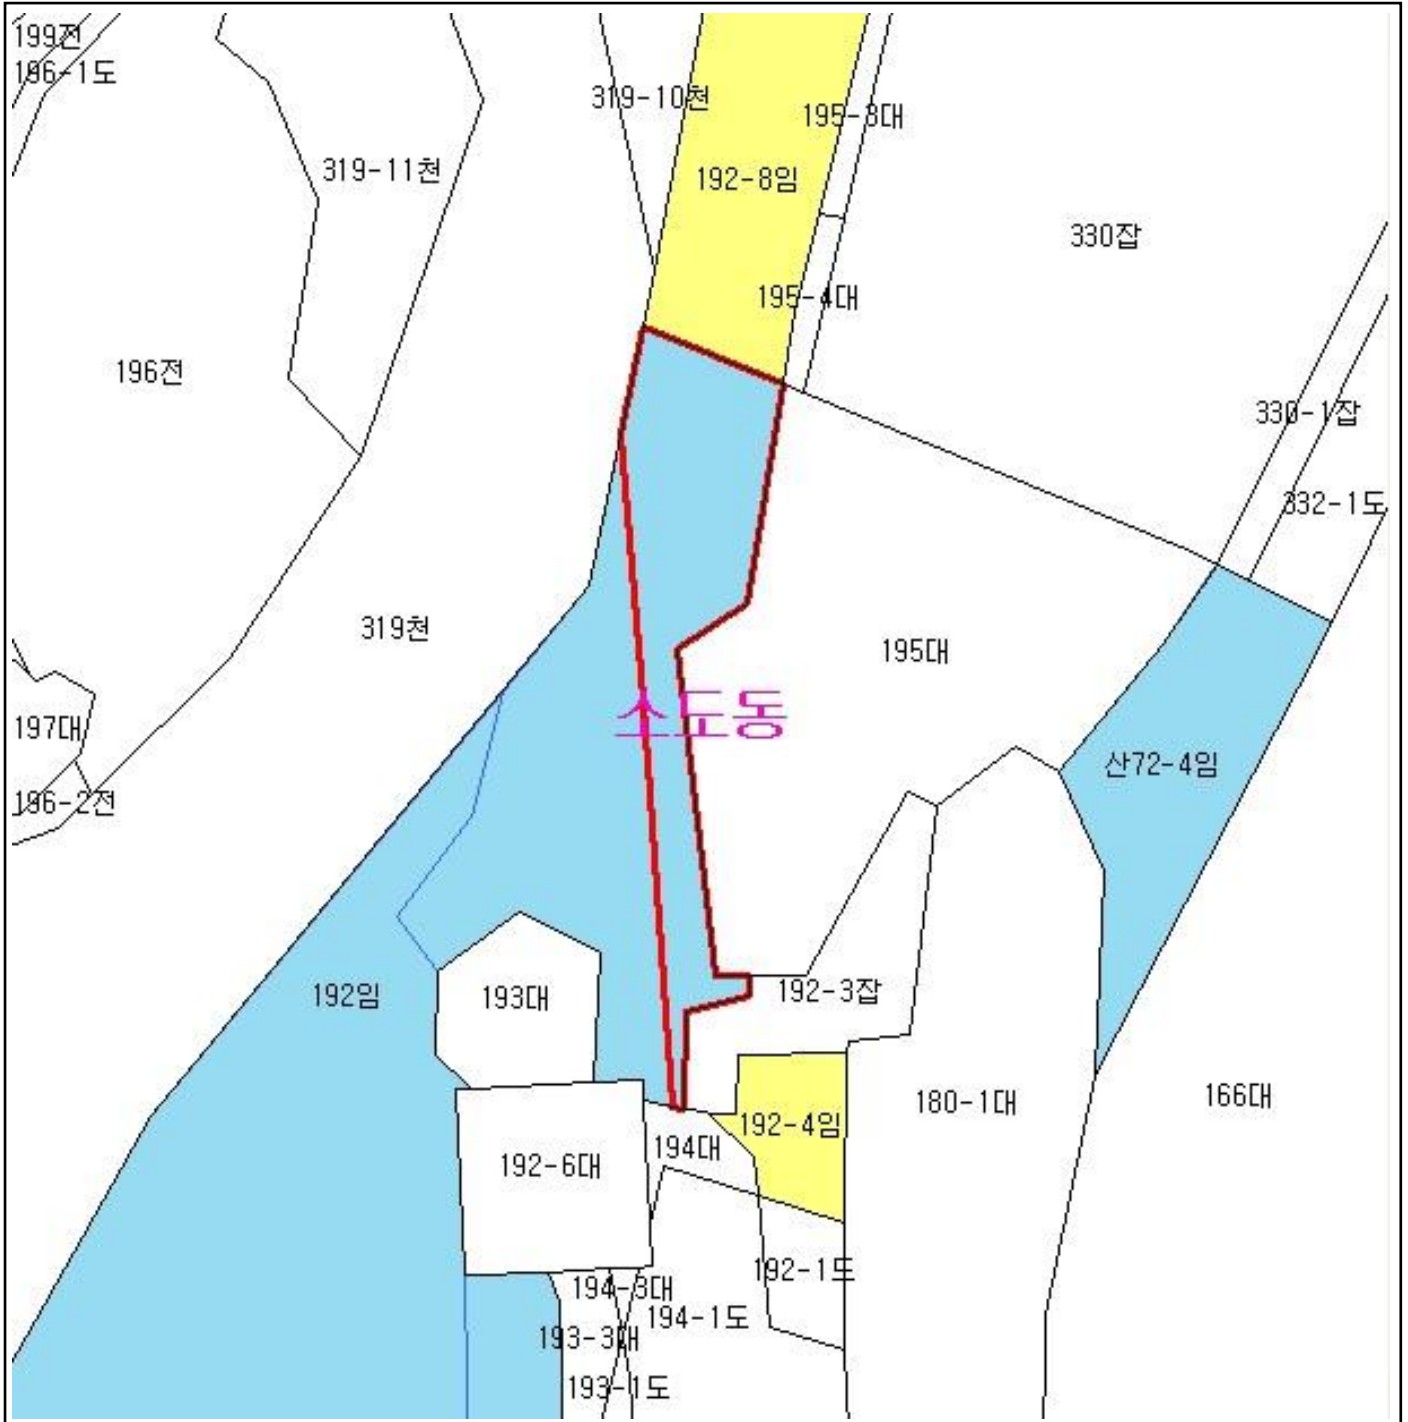 199전
196-1도
319-10천
195-3대
319-11천
192-8임
330잡
195-4대
196전
330-1잡
332-1도
319천
195대
197대
소도동
산72-4임
196-2전
192임
193대
192-3잡
180-1대
166대
192-4임
194대
192-6대
192-1도
194-3대
194-1도
193-3대
193-1도